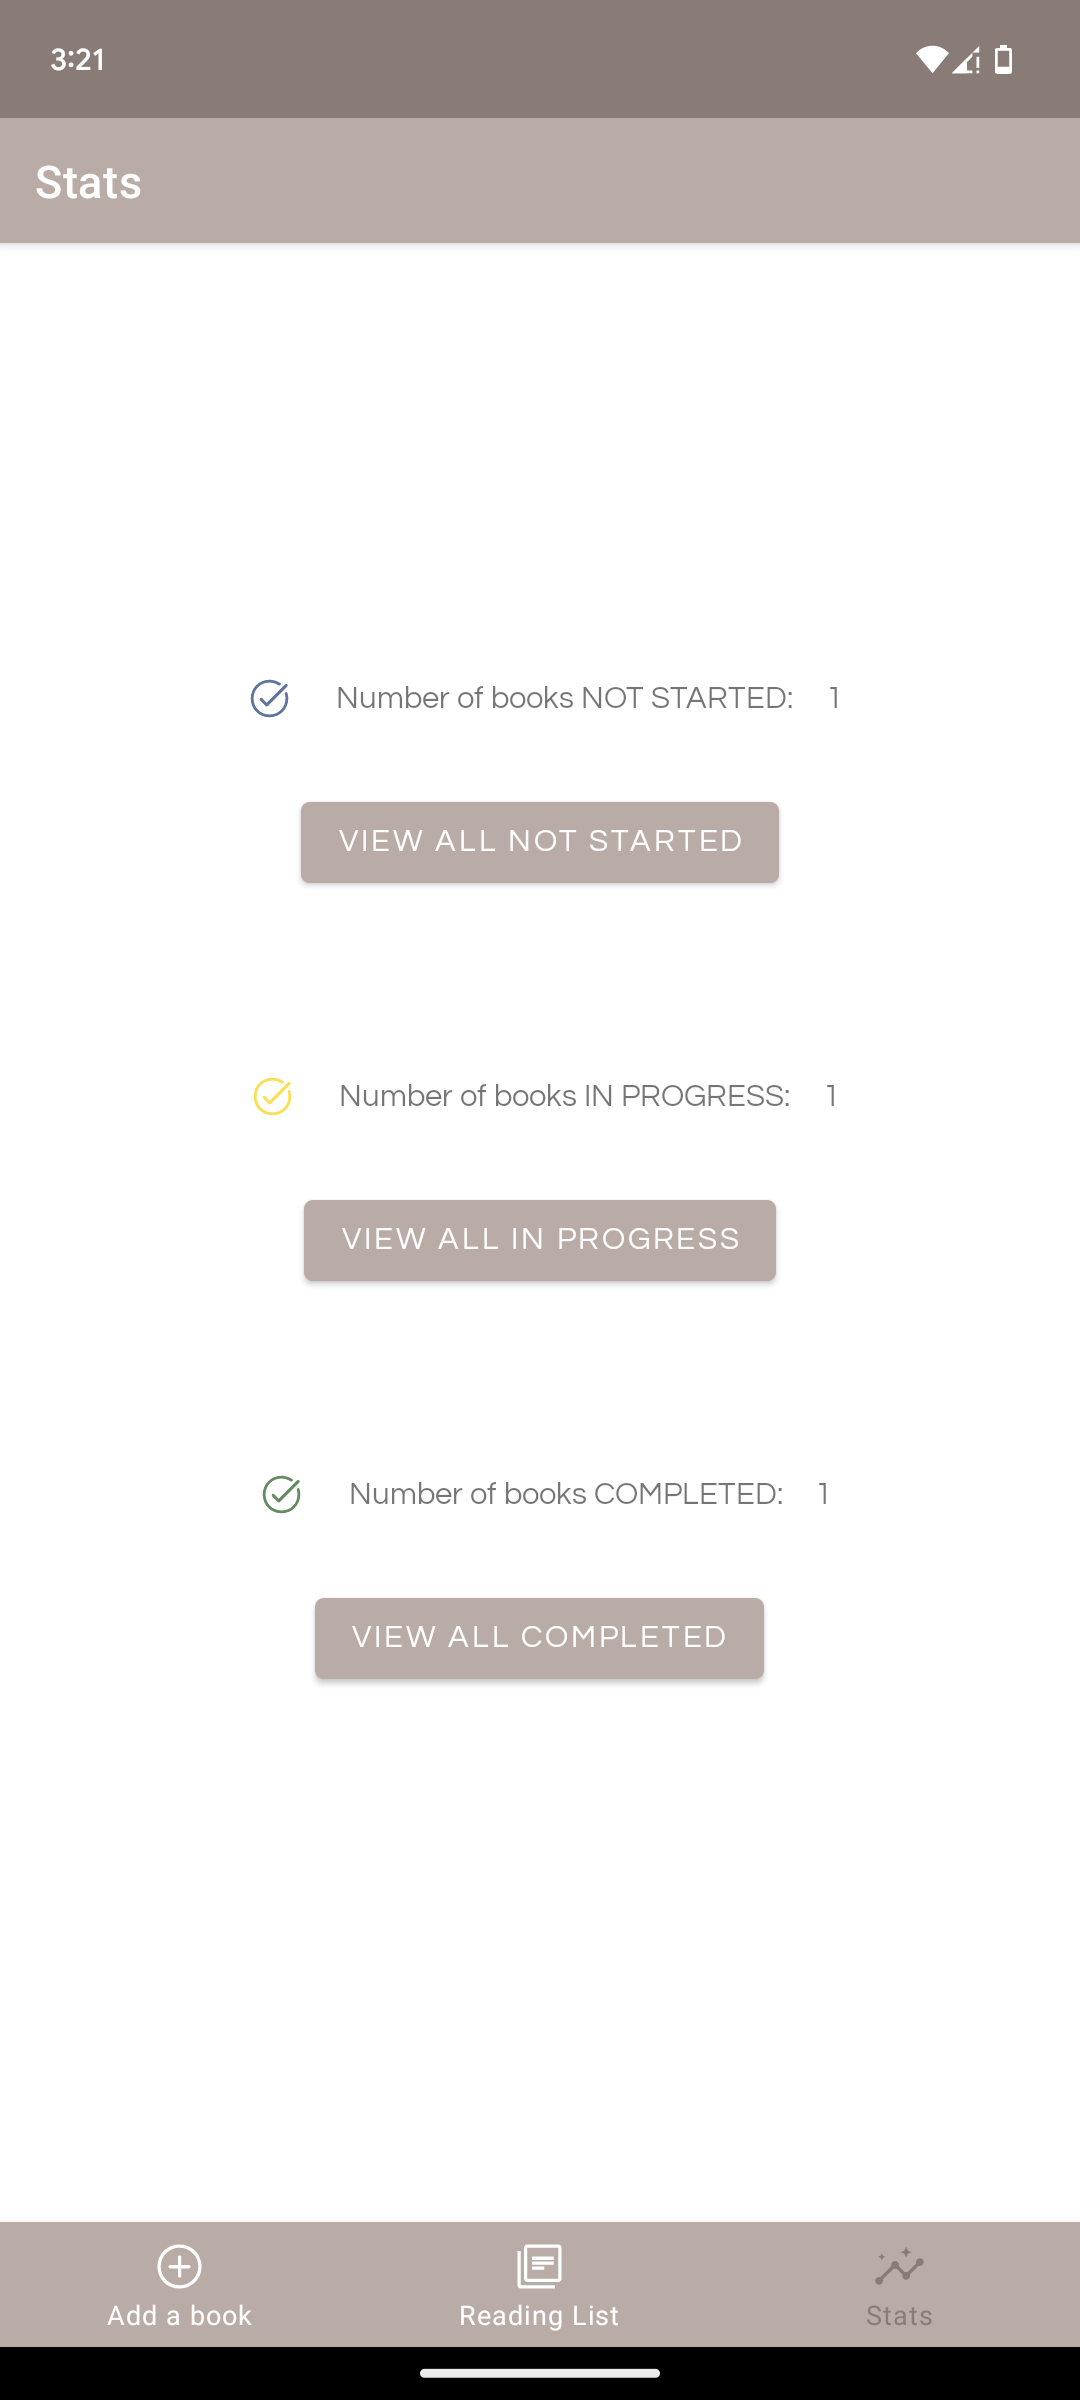 3:21
Stats
Number of books NOT STARTED: 1
VIEW ALL NOT STARTED
Number of books IN PROGRESS: 1
VIEW ALL IN PROGRESS
Number of books COMPLETED: 1
VIEW ALL COMPLETED
Add a book Reading List Stats